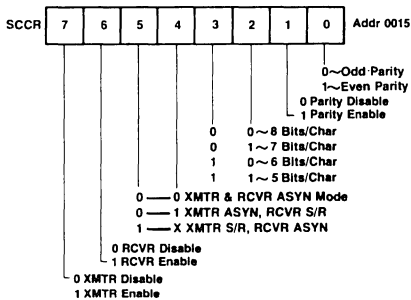 SCCR 7 6 5 4 3 2 1 0 Addr 0015
0~Odd Parity
1~Even Parity
0 Parity Disable
1 Parity Enable
0 0~8 Bits/Char
0 1~7 Bits/Char
1 0~6 Bits/Char
1 1~5 Bits/Char
0—0 XMTR & RCVR ASYN Mode
0—1 XMTR ASYN, RCVR S/R
1—X XMTR S/R, RCVR ASYN
0 RCVR Disable
1 RCVR Enable
0 XMTR Disable
1 XMTR Enable